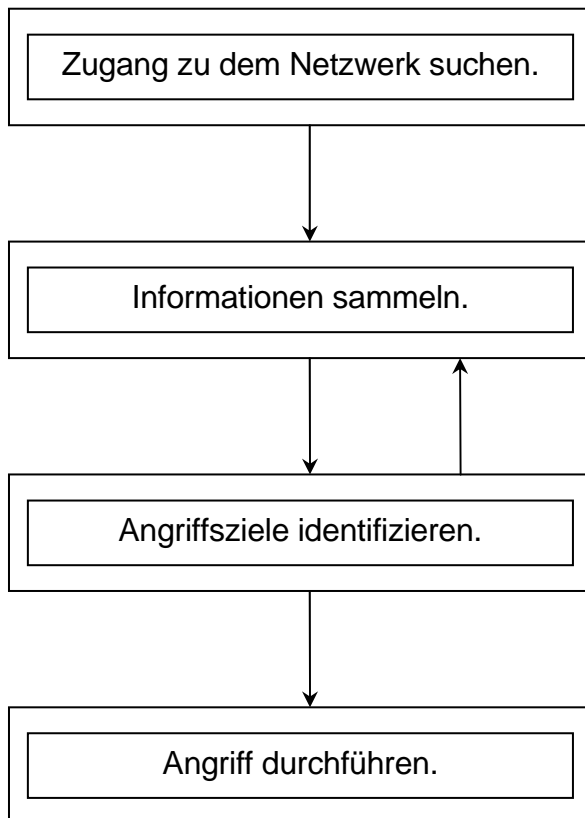 Zugang zu dem Netzwerk suchen.
Informationen sammeln.
Angriffsziele identifizieren.
Angriff durchführen.